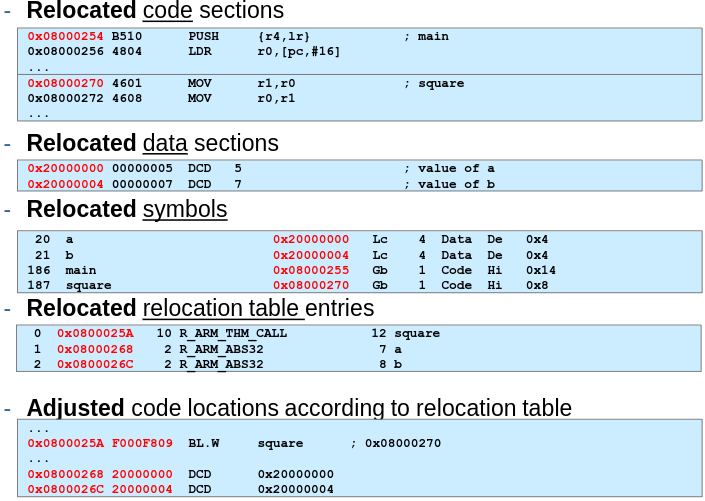 - Relocated code sections
0x08000254 B510 PUSH {r4,lr} ; main
0x08000256 4804 LDR r0,[pc,#16]
...
0x08000270 4601 MOV r1,r0 ; square
0x08000272 4608 MOV r0,r1
...
- Relocated data sections
0x20000000 00000005 DCD 5 ; value of a
0x20000004 00000007 DCD 7 ; value of b
- Relocated symbols
20 a 0x20000000 Lc 4 Data De 0x4
21 b 0x20000004 Lc 4 Data De 0x4
186 main 0x08000255 Gb 1 Code Hi 0x14
187 square 0x08000270 Gb 1 Code Hi 0x8
- Relocated relocation table entries
0 0x0800025A 10 R_ARM_THM_CALL 12 square
1 0x08000268 2 R_ARM_ABS32 7 a
2 0x0800026C 2 R_ARM_ABS32 8 b
- Adjusted code locations according to relocation table
...
0x0800025A F000F809 BL.W square ; 0x08000270
...
0x08000268 20000000 DCD 0x20000000
0x0800026C 20000004 DCD 0x20000004